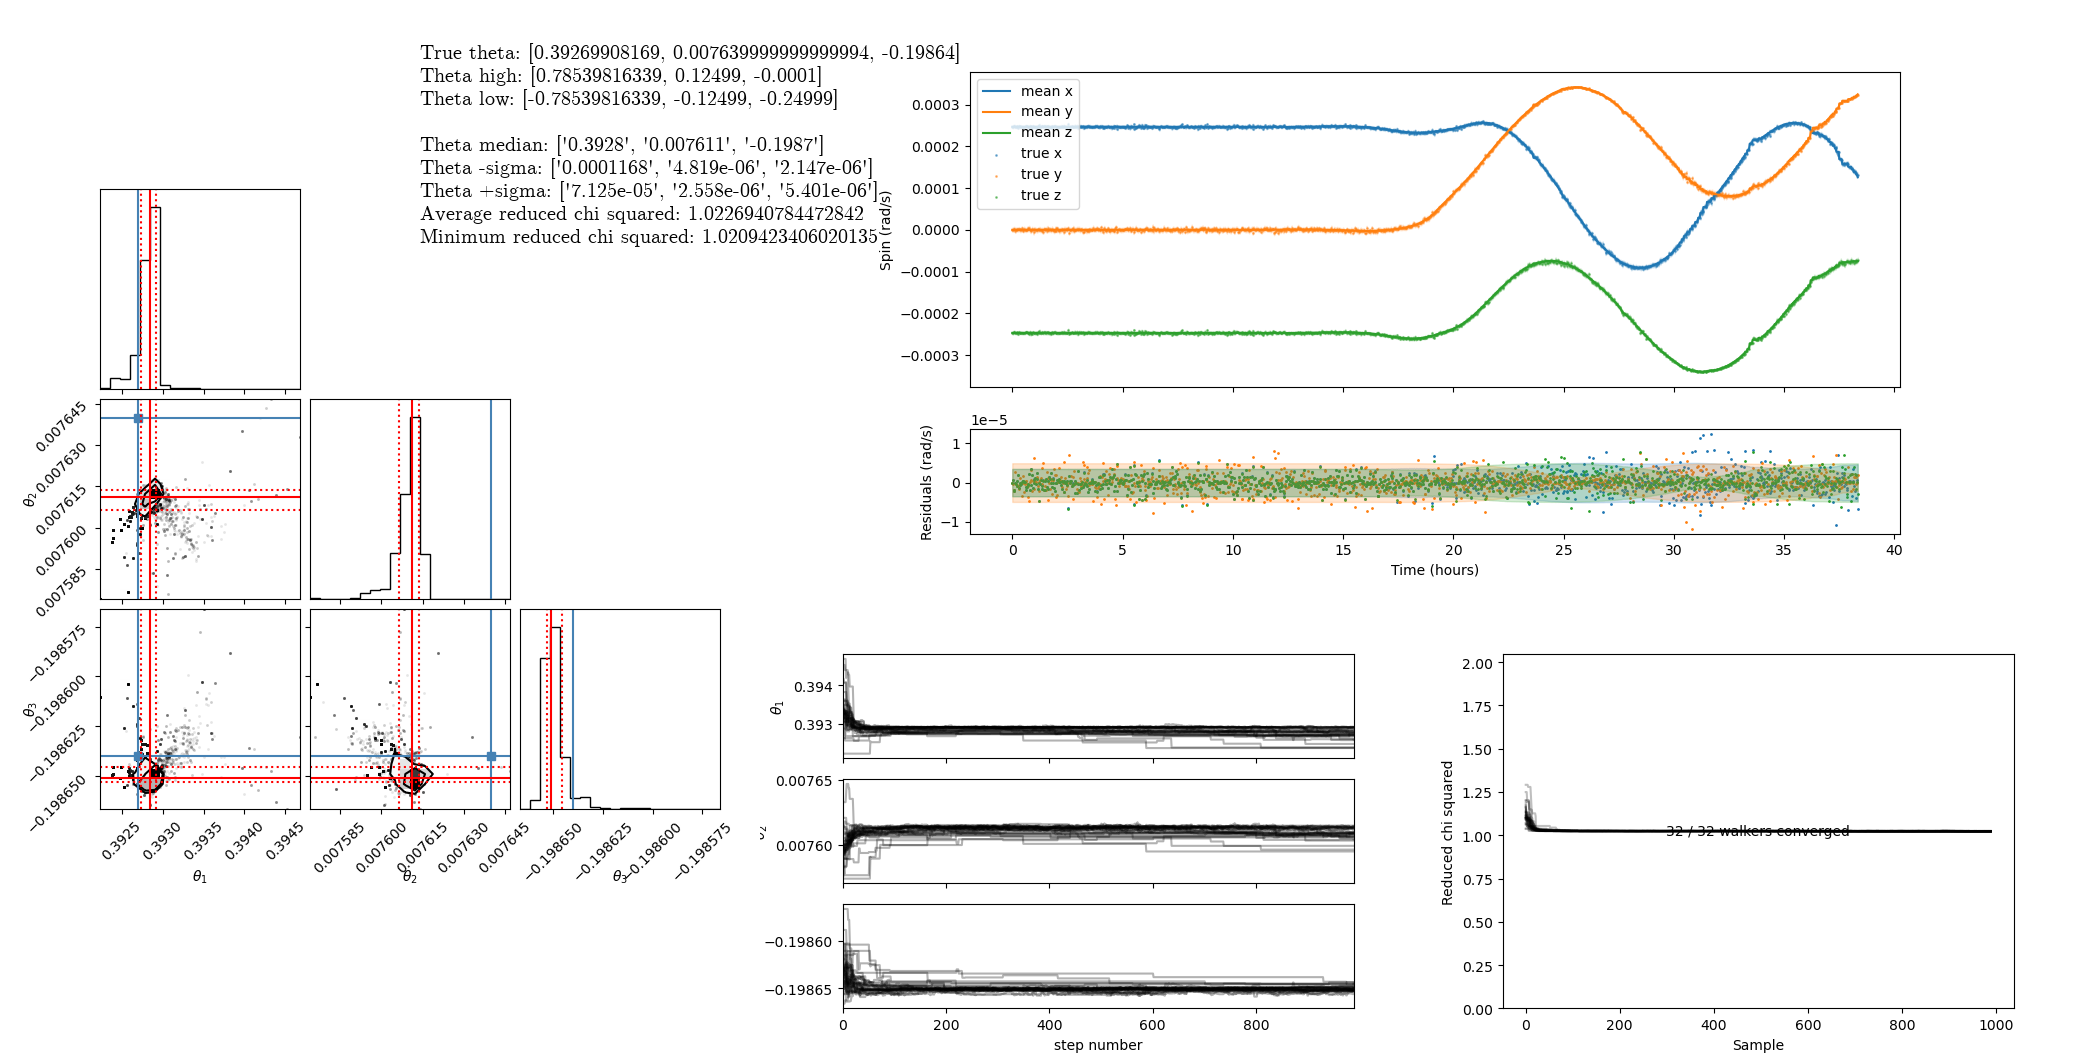 True theta: [0.39269908169, 0.007639999999999994, -0.19864]
Theta high: [0.78539816339, 0.12499, -0.0001]
Theta low: [-0.78539816339, -0.12499, -0.24999]
Theta median: ['0.3928', '0.007611', '-0.1987']
Theta -sigma: ['0.0001168', '4.819e-06', '2.147e-06']
Theta +sigma: ['7.125e-05', '2.558e-06', '5.401e-06']
Average reduced chi squared: 1.0226940784472842
Minimum reduced chi squared: 1.0209423406020135
mean x
mean y
mean z
true x
true y
true z
Spin (rad/s)
0.0003
0.0002
0.0001
0.0000
−0.0001
−0.0002
−0.0003
1e−5
Residuals (rad/s)
1
0
−1
0 5 10 15 20 25 30 35 40
Time (hours)
θ2
0.007645
0.007630
0.007615
0.007600
0.007585
θ3
−0.198575
−0.198600
−0.198625
−0.198650
0.3925 0.3930 0.3935 0.3940 0.3945
θ1
0.007585 0.007600 0.007615 0.007630 0.007645
θ2
−0.198650 −0.198625 −0.198600 −0.198575
θ3
θ1
0.394
0.393
0.00765
0.00760
−0.19860
−0.19865
0 200 400 600 800
step number
Reduced chi squared
2.00
1.75
1.50
1.25
1.00
0.75
0.50
0.25
0.00
32 / 32 walkers converged
0 200 400 600 800 1000
Sample